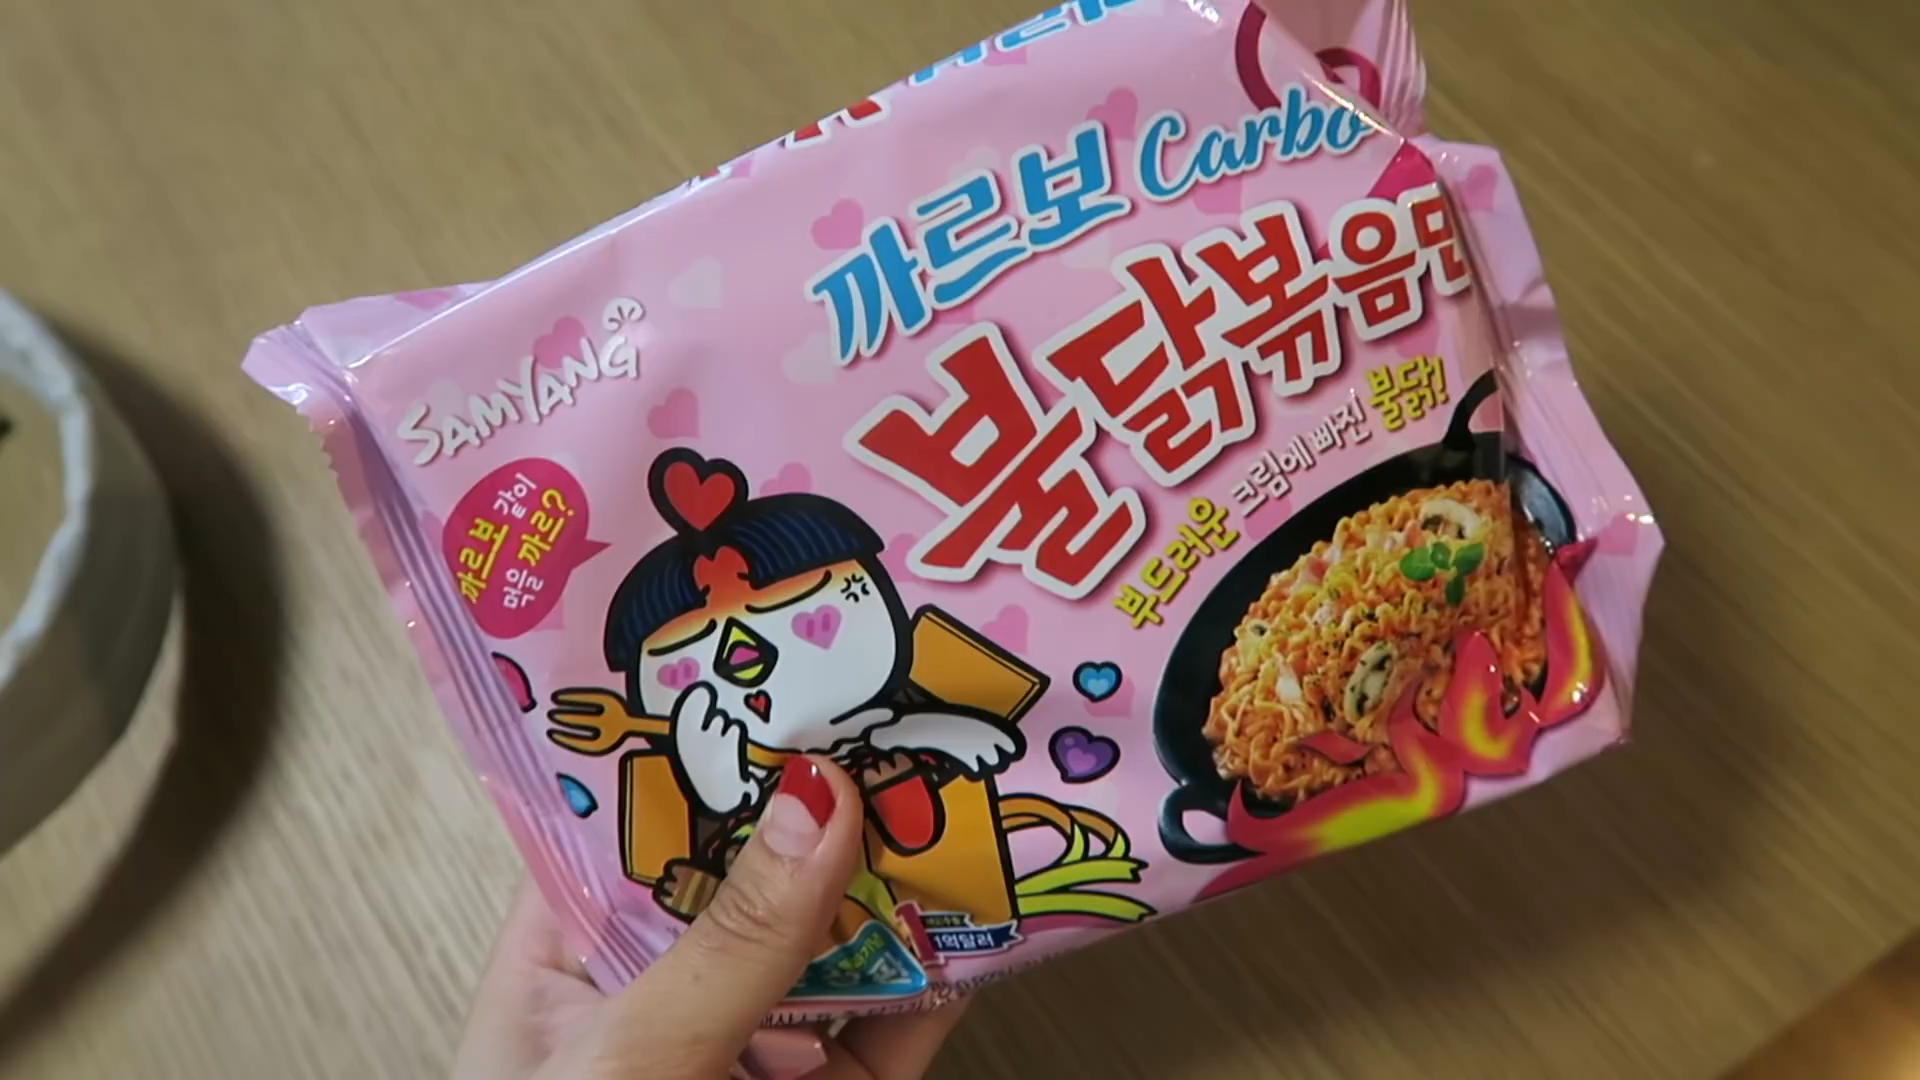 까르보 Carbo
불닭볶음면
부드러운 크림에 빠진 불닭!
SAMYANG
까르보 같이
먹을 까르?
1억달러